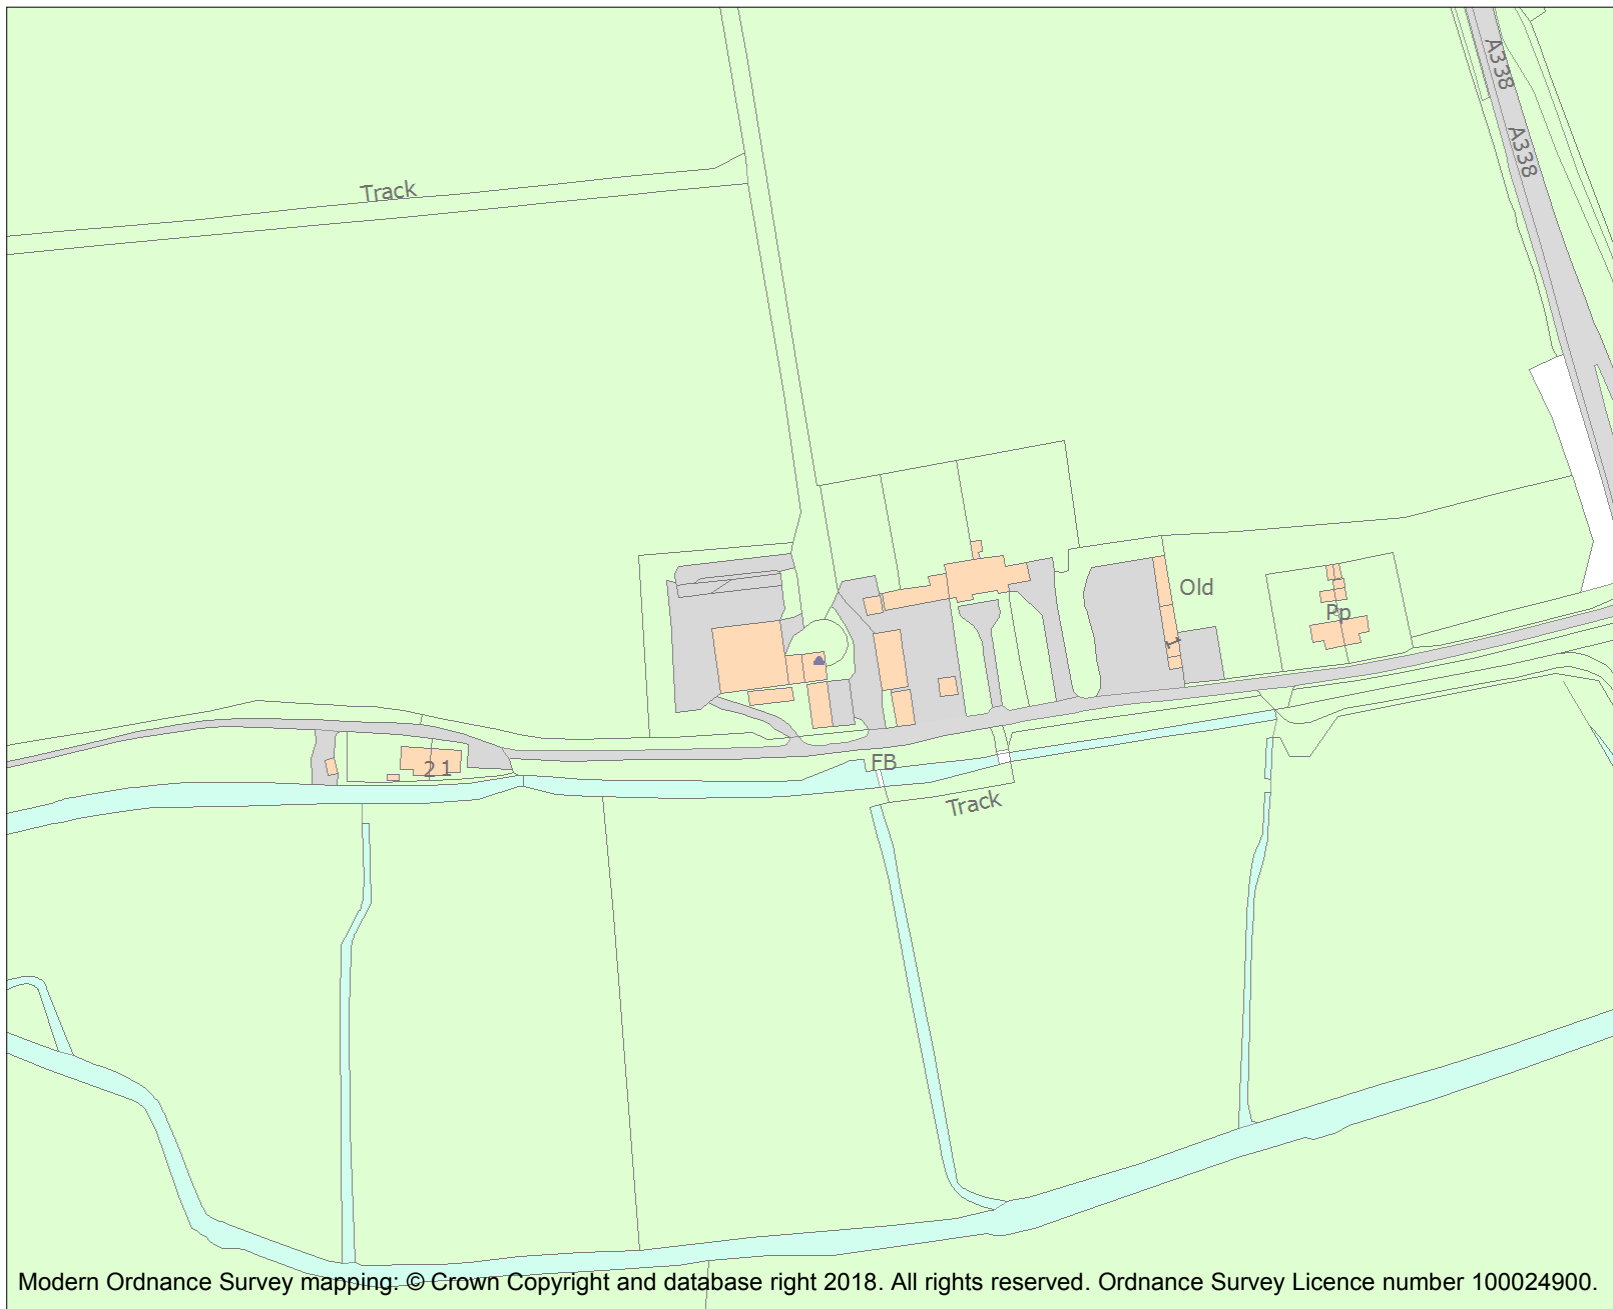 A338
A338
Track
Old
Pp
1
FB
21
Track
Modern Ordnance Survey mapping: © Crown Copyright and database right 2018. All rights reserved. Ordnance Survey Licence number 100024900.